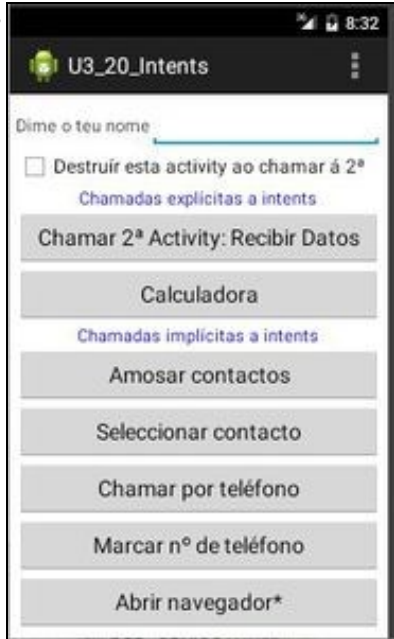 8:32
U3_20_Intents
Dime o teu nome
Destruír esta activity ao chamar á 2ª
Chamadas explícitas a intents
Chamar 2ª Activity: Recibir Datos
Calculadora
Chamadas implícitas a intents
Amosar contactos
Seleccionar contacto
Chamar por teléfono
Marcar nº de teléfono
Abrir navegador*